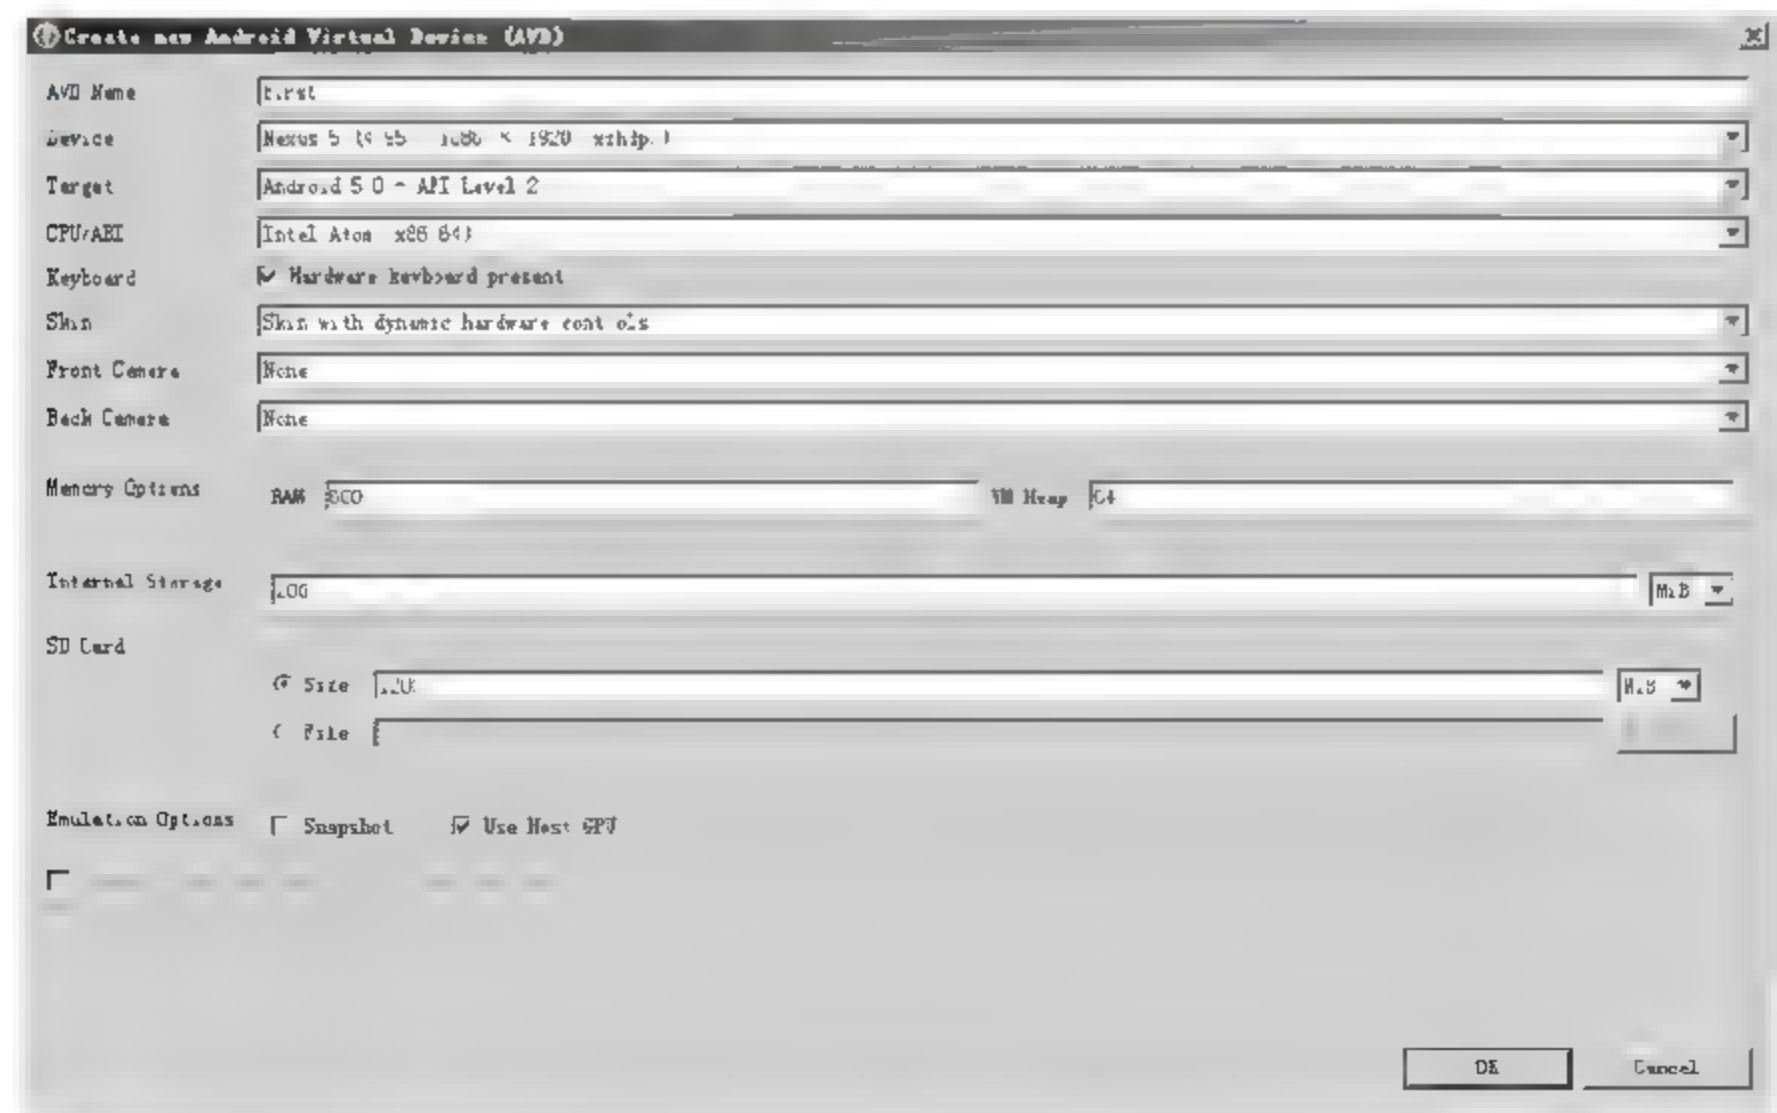 Create new Android Virtual Device (AVD)
AVD Name
Device Nexus 5 1920
Target Android 5 0 - API Level 2
CPU/ABI Intel Atom x86 64)
Keyboard Hardware keyboard present
Skin Skin with dynamic hardware
Front Camera None
Back Camera None
Memory Options RAM VM Heap
Internal Storage MiB
SD Card
Size MiB
File
Emulation Options Snapshot Use Host GPU
OK Cancel